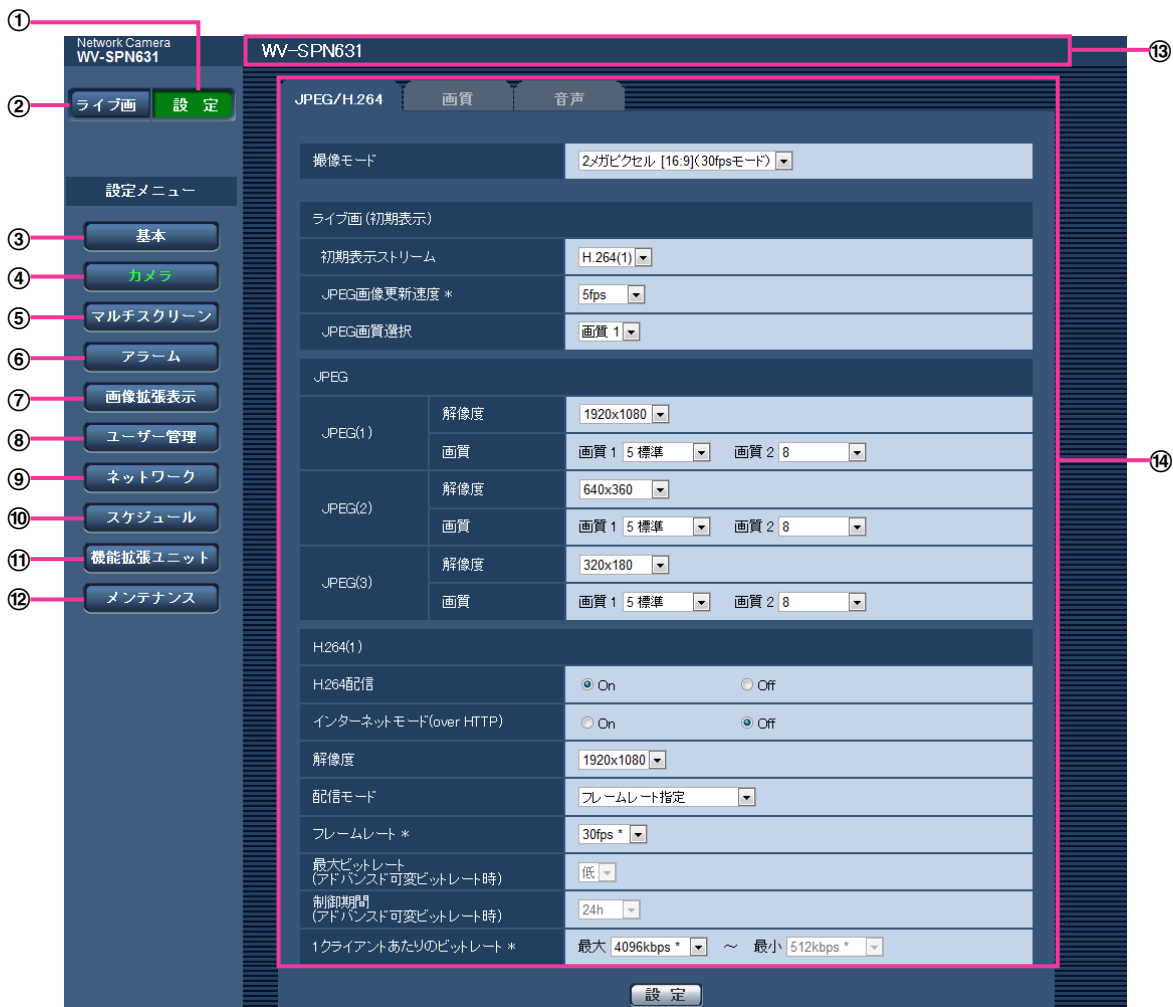 ①
Network Camera
WV-SPN631
WV-SPN631
⑬
② ライブ画 設 定
JPEG/H.264 画質 音声
撮像モード 2メガピクセル [16:9](30fpsモード)
設定メニュー
③ 基本
④ カメラ
⑤ マルチスクリーン
⑥ アラーム
⑦ 画像拡張表示
⑧ ユーザー管理
⑨ ネットワーク
⑩ スケジュール
⑪ 機能拡張ユニット
⑫ メンテナンス
ライブ画(初期表示)
初期表示ストリーム H.264(1)
JPEG画像更新速度 * 5fps
JPEG画質選択 画質 1
JPEG
JPEG(1) 解像度 1920x1080
画質 画質 1 5 標準 画質 2 8
⑭
JPEG(2) 解像度 640x360
画質 画質 1 5 標準 画質 2 8
JPEG(3) 解像度 320x180
画質 画質 1 5 標準 画質 2 8
H.264(1)
H.264配信 On Off
インターネットモード(over HTTP) On Off
解像度 1920x1080
配信モード フレームレート指定
フレームレート * 30fps *
最大ビットレート
(アドバンスド可変ビットレート時) 低
制御期間
(アドバンスド可変ビットレート時) 24h
1クライアントあたりのビットレート * 最大 4096kbps * ～ 最小 512kbps *
設 定